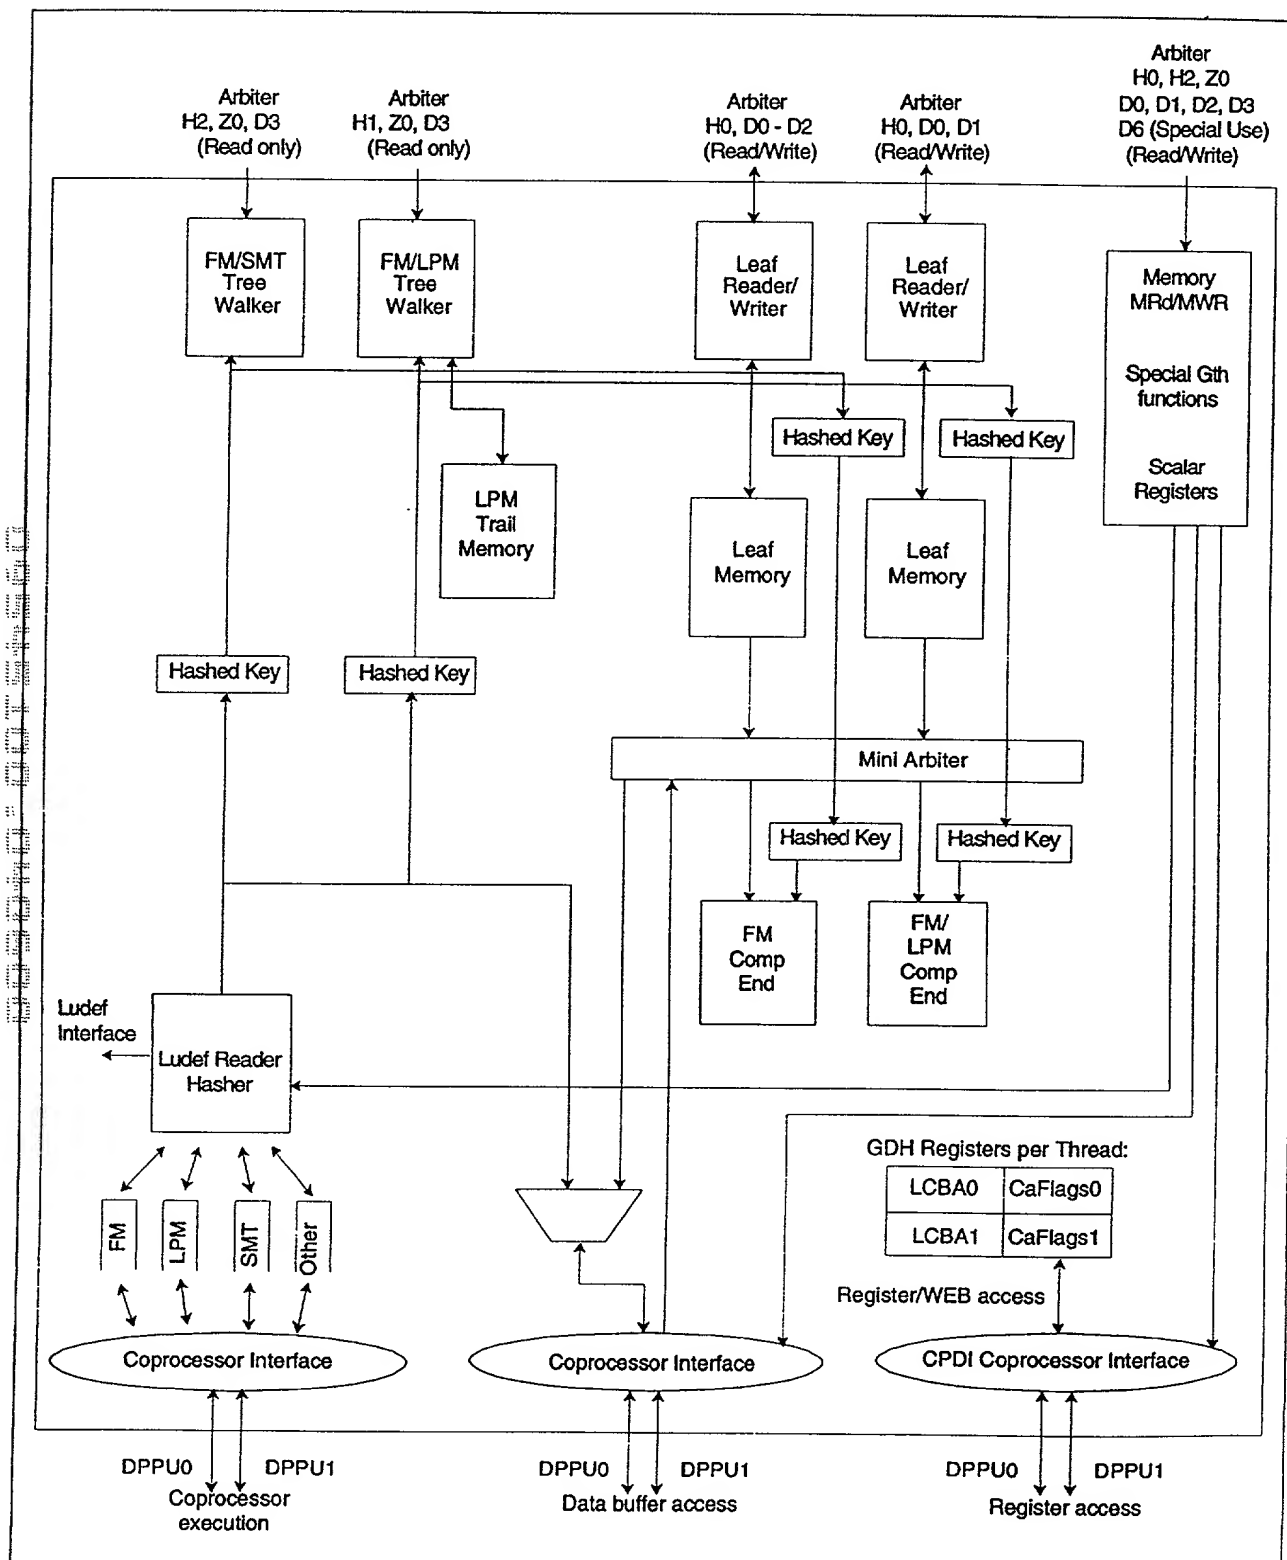 Arbiter
H2, Z0, D3
(Read only)
Arbiter
H1, Z0, D3
(Read only)
Arbiter
H0, D0 - D2
(Read/Write)
Arbiter
H0, D0, D1
(Read/Write)
Arbiter
H0, H2, Z0
D0, D1, D2, D3
D6 (Special Use)
(Read/Write)
FM/SMT
Tree
Walker
FM/LPM
Tree
Walker
Leaf
Reader/
Writer
Leaf
Reader/
Writer
Memory
MRd/MWR
Special Gth
functions
Scalar
Registers
Hashed Key
Hashed Key
LPM
Trail
Memory
Leaf
Memory
Leaf
Memory
Hashed Key
Hashed Key
Mini Arbiter
Hashed Key
Hashed Key
FM
Comp
End
FM/
LPM
Comp
End
Ludef
Interface
Ludef Reader
Hasher
GDH Registers per Thread:
LCBA0 CaFlags0
LCBA1 CaFlags1
FM
LPM
SMT
Other
Register/WEB access
Coprocessor Interface
Coprocessor Interface
CPDI Coprocessor Interface
DPPU0 DPPU1
Coprocessor
execution
DPPU0 DPPU1
Data buffer access
DPPU0 DPPU1
Register access